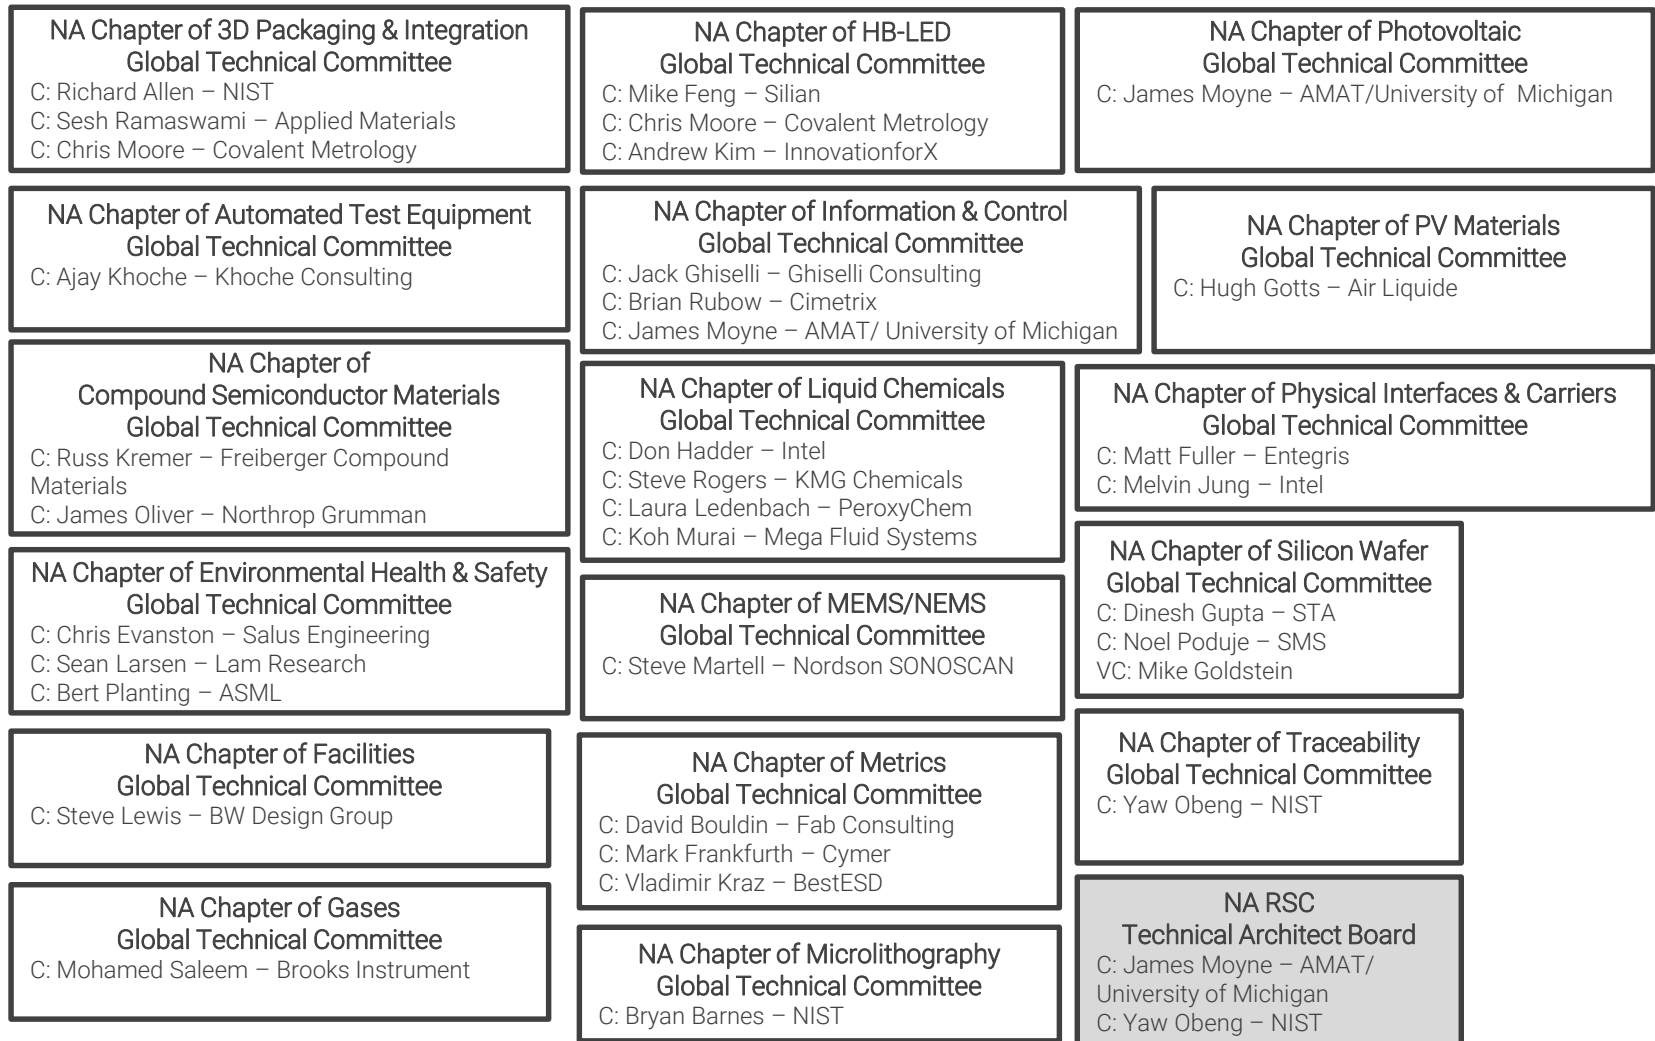 NA Chapter of 3D Packaging & Integration
Global Technical Committee
C: Richard Allen – NIST
C: Sesh Ramaswami – Applied Materials
C: Chris Moore – Covalent Metrology
NA Chapter of HB-LED
Global Technical Committee
C: Mike Feng – Silian
C: Chris Moore – Covalent Metrology
C: Andrew Kim – InnovationforX
NA Chapter of Photovoltaic
Global Technical Committee
C: James Moyne – AMAT/University of Michigan
NA Chapter of Automated Test Equipment
Global Technical Committee
C: Ajay Khoche – Khoche Consulting
NA Chapter of Information & Control
Global Technical Committee
C: Jack Ghiselli – Ghiselli Consulting
C: Brian Rubow – Cimetrix
C: James Moyne – AMAT/ University of Michigan
NA Chapter of PV Materials
Global Technical Committee
C: Hugh Gotts – Air Liquide
NA Chapter of
Compound Semiconductor Materials
Global Technical Committee
C: Russ Kremer – Freiberger Compound
Materials
C: James Oliver – Northrop Grumman
NA Chapter of Liquid Chemicals
Global Technical Committee
C: Don Hadder – Intel
C: Steve Rogers – KMG Chemicals
C: Laura Ledenbach – PeroxyChem
C: Koh Murai – Mega Fluid Systems
NA Chapter of Physical Interfaces & Carriers
Global Technical Committee
C: Matt Fuller – Entegris
C: Melvin Jung – Intel
NA Chapter of Environmental Health & Safety
Global Technical Committee
C: Chris Evanston – Salus Engineering
C: Sean Larsen – Lam Research
C: Bert Planting – ASML
NA Chapter of MEMS/NEMS
Global Technical Committee
C: Steve Martell – Nordson SONOSCAN
NA Chapter of Silicon Wafer
Global Technical Committee
C: Dinesh Gupta – STA
C: Noel Poduje – SMS
VC: Mike Goldstein
NA Chapter of Facilities
Global Technical Committee
C: Steve Lewis – BW Design Group
NA Chapter of Metrics
Global Technical Committee
C: David Bouldin – Fab Consulting
C: Mark Frankfurth – Cymer
C: Vladimir Kraz – BestESD
NA Chapter of Traceability
Global Technical Committee
C: Yaw Obeng – NIST
NA Chapter of Gases
Global Technical Committee
C: Mohamed Saleem – Brooks Instrument
NA Chapter of Microlithography
Global Technical Committee
C: Bryan Barnes – NIST
NA RSC
Technical Architect Board
C: James Moyne – AMAT/
University of Michigan
C: Yaw Obeng – NIST